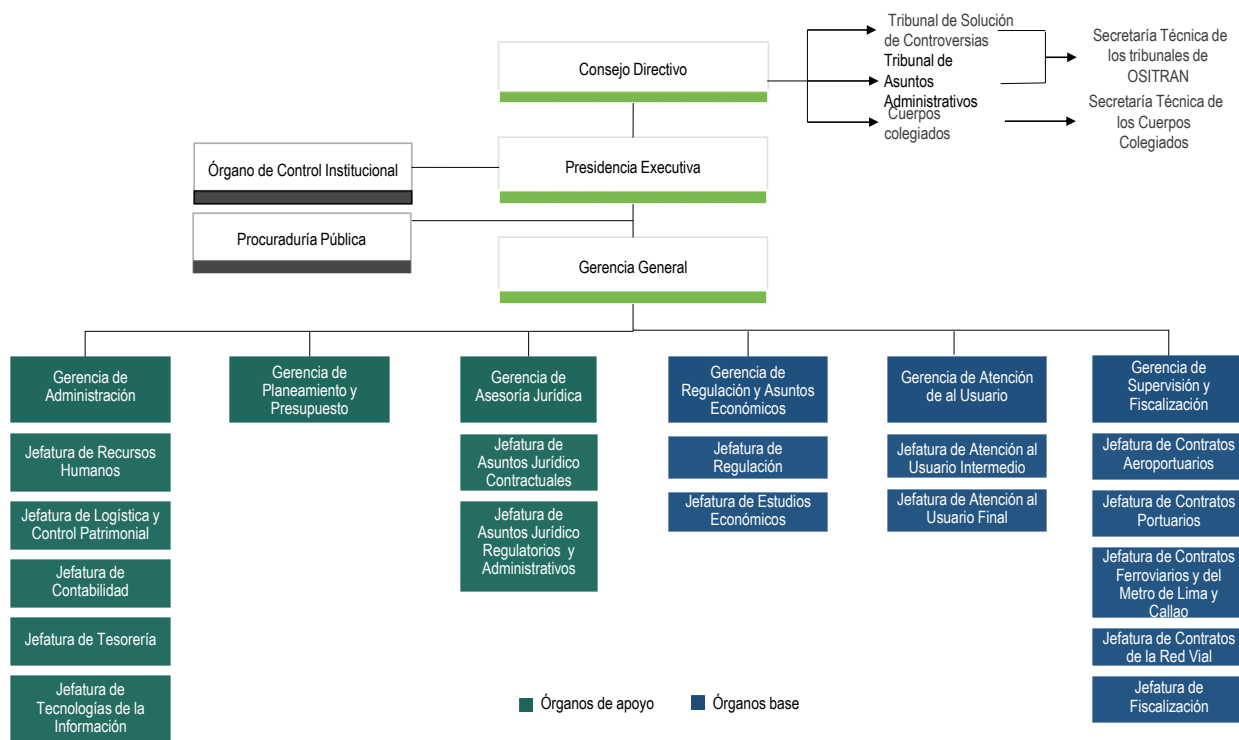 Consejo Directivo
Tribunal de Solución
de Controversias
Tribunal de
Asuntos
Administrativos
Cuerpos
colegiados
Secretaría Técnica de
los tribunales de
OSITRAN
Secretaría Técnica de
los Cuerpos
Colegiados
Órgano de Control Institucional
Presidencia Executiva
Procuraduría Pública
Gerencia General
Gerencia de
Administración
Jefatura de Recursos
Humanos
Jefatura de Logística y
Control Patrimonial
Jefatura de
Contabilidad
Jefatura de Tesorería
Jefatura de
Tecnologías de la
Información
Gerencia de
Planeamiento y
Presupuesto
Gerencia de
Asesoría Jurídica
Jefatura de
Asuntos Jurídico
Contractuales
Jefatura de
Asuntos Jurídico
Regulatorios y
Administrativos
Gerencia de
Regulación y Asuntos
Económicos
Jefatura de
Regulación
Jefatura de Estudios
Económicos
Gerencia de Atención
de al Usuario
Jefatura de Atención al
Usuario Intermedio
Jefatura de Atención al
Usuario Final
Gerencia de
Supervisión y
Fiscalización
Jefatura de Contratos
Aeroportuarios
Jefatura de Contratos
Portuarios
Jefatura de Contratos
Ferroviarios y del
Metro de Lima y
Callao
Jefatura de Contratos
de la Red Vial
Jefatura de
Fiscalización
Órganos de apoyo
Órganos base